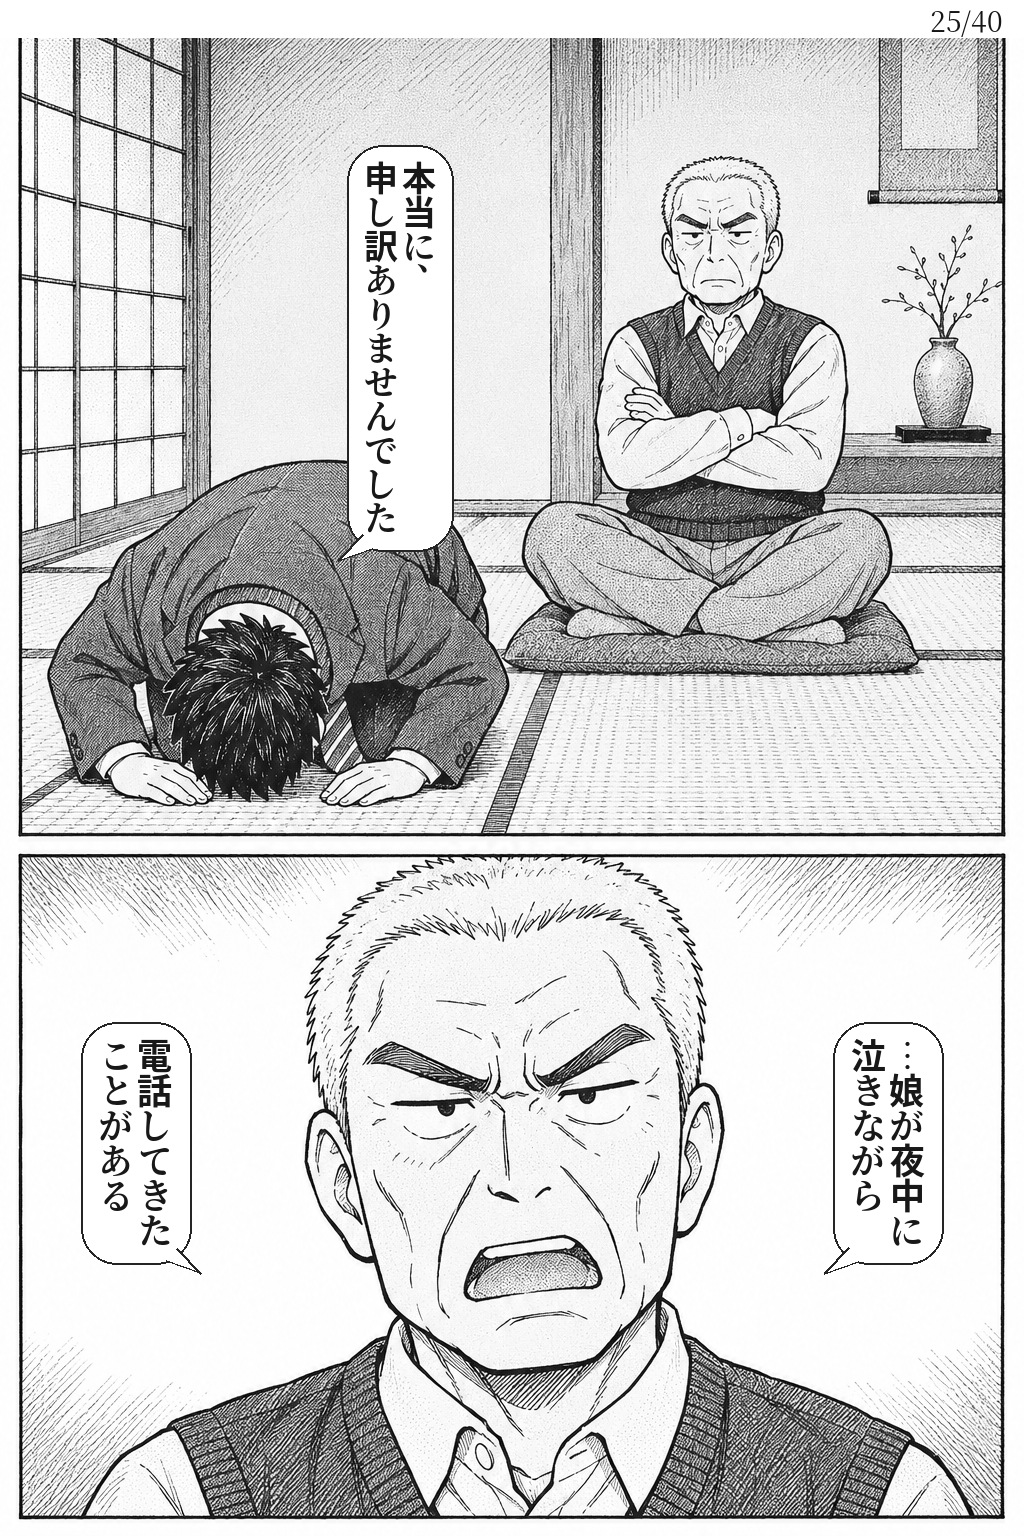 25/40
本当に、
申し訳ありませんでした
…娘が夜中に
泣きながら
電話してきた
ことがある